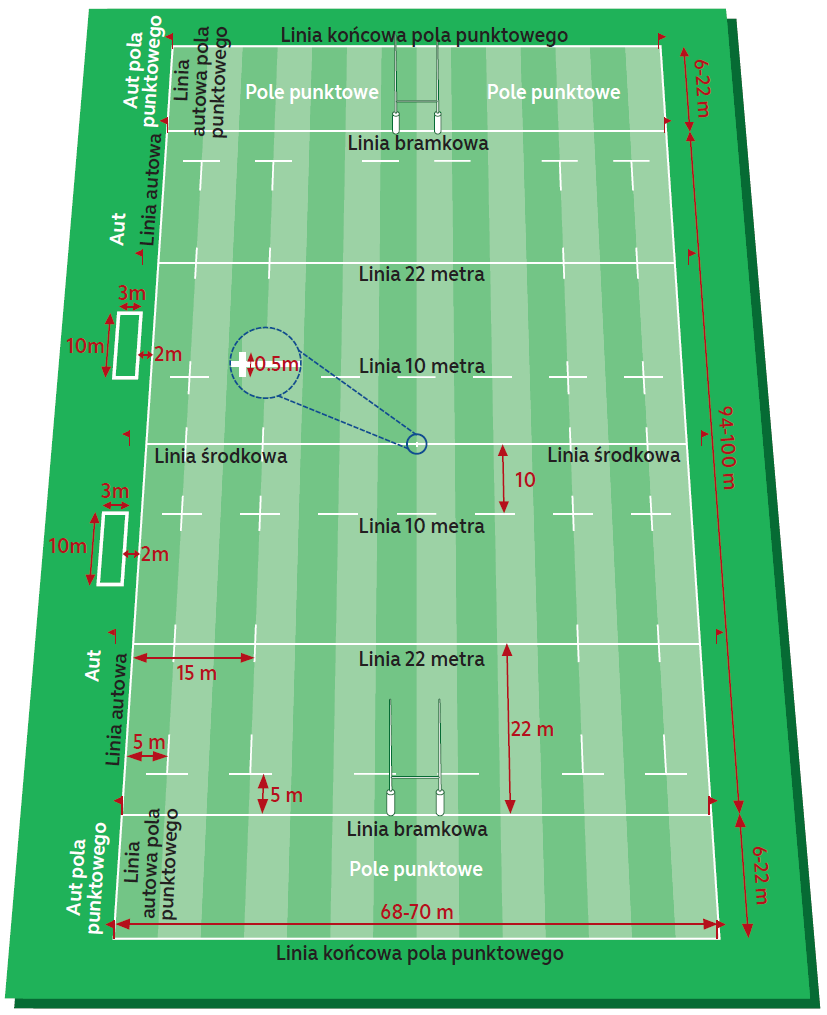 Linia końcowa pola punktowego
Aut pola
punktowego
Linia
autowa pola
punktowego
Pole punktowe
Pole punktowe
6-22 m
Linia bramkowa
Linia autowa
Aut
Linia 22 metra
3m
10m
2m
0.5m
Linia 10 metra
94-100 m
Linia środkowa
Linia środkowa
10
3m
10m
2m
Linia 10 metra
Aut
Linia autowa
Linia 22 metra
15 m
22 m
5 m
5 m
Linia bramkowa
Aut pola
punktowego
Linia
autowa pola
punktowego
Pole punktowe
6-22 m
68-70 m
Linia końcowa pola punktowego